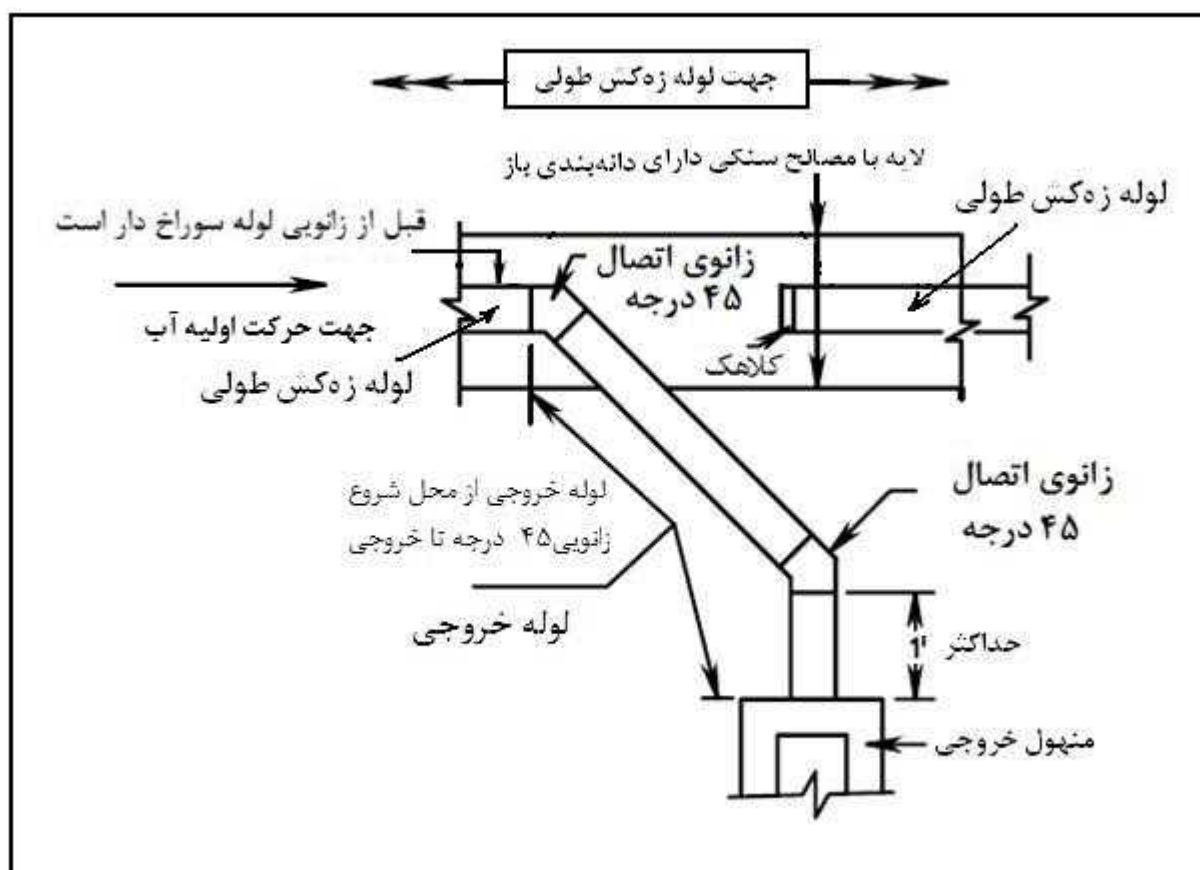 جهت لوله زه‌کش طولی
لایه با مصالح سنگی دارای دانه‌بندی باز
لوله زه‌کش طولی
قبل از زانویی لوله سوراخ دار است
زانوی اتصال
۴۵ درجه
جهت حرکت اولیه آب
کلاهک
لوله زه‌کش طولی
زانوی اتصال
۴۵ درجه
لوله خروجی از محل شروع
زانویی۴۵ درجه تا خروجی
لوله خروجی
حداکثر 1'
منهول خروجی